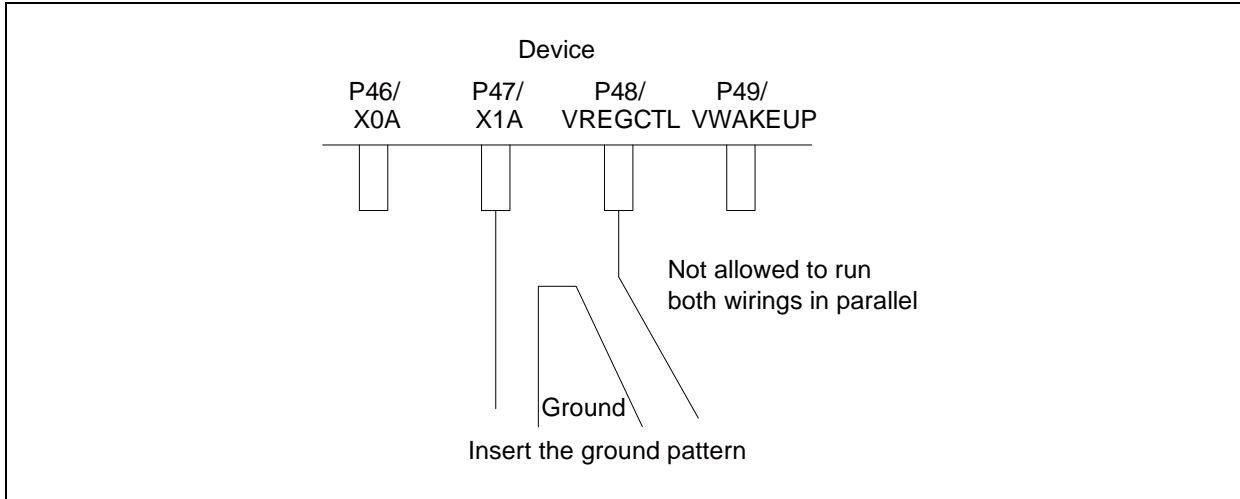 Device
P46/ P47/ P48/ P49/
X0A X1A VREGCTL VWAKEUP
Not allowed to run
both wirings in parallel
Ground
Insert the ground pattern